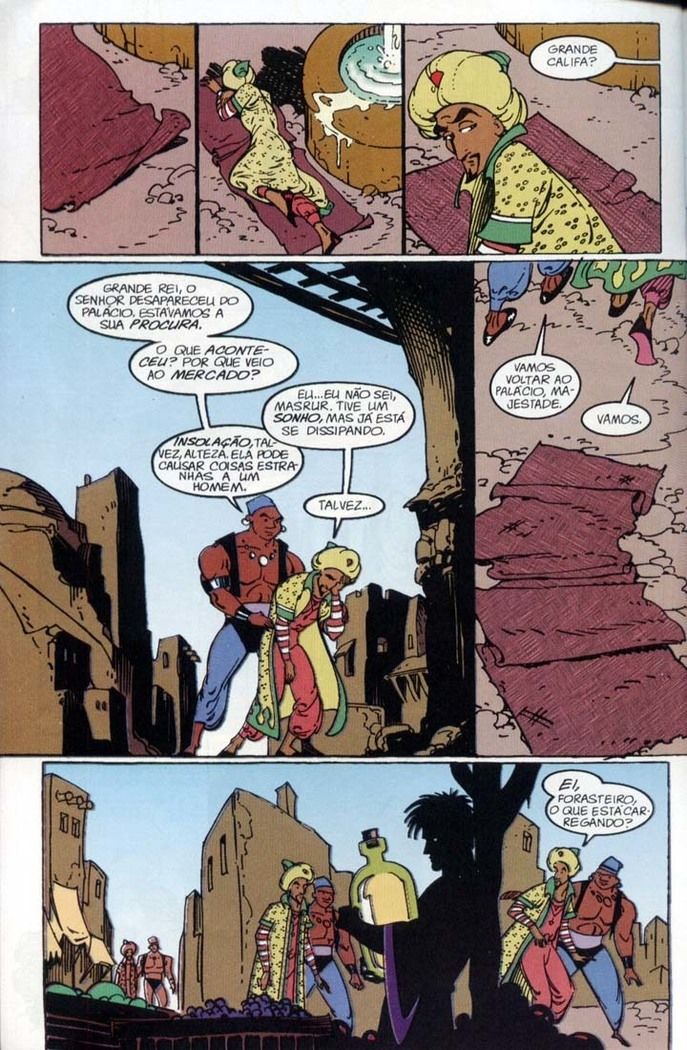 GRANDE
CALIFA?
GRANDE REI, O
SENHOR DESAPARECEU DO
PALÁCIO. ESTÁVAMOS A
SUA PROCURA.
O QUE ACONTE-
CEU? POR QUE VEIO
AO MERCADO?
EU... EU NÃO SEI,
MASRUR. TIVE UM
SONHO, MAS JÁ ESTÁ
SE DISSIPANDO.
INSOLAÇÃO, TAL-
VEZ, ALTEZA. ELA PODE
CAUSAR COISAS ESTRA-
NHAS A UM
HOMEM.
TALVEZ...
VAMOS
VOLTAR AO
PALÁCIO, MA-
JESTADE.
VAMOS.
EI,
FORASTEIRO,
O QUE ESTÁ CAR-
REGANDO?